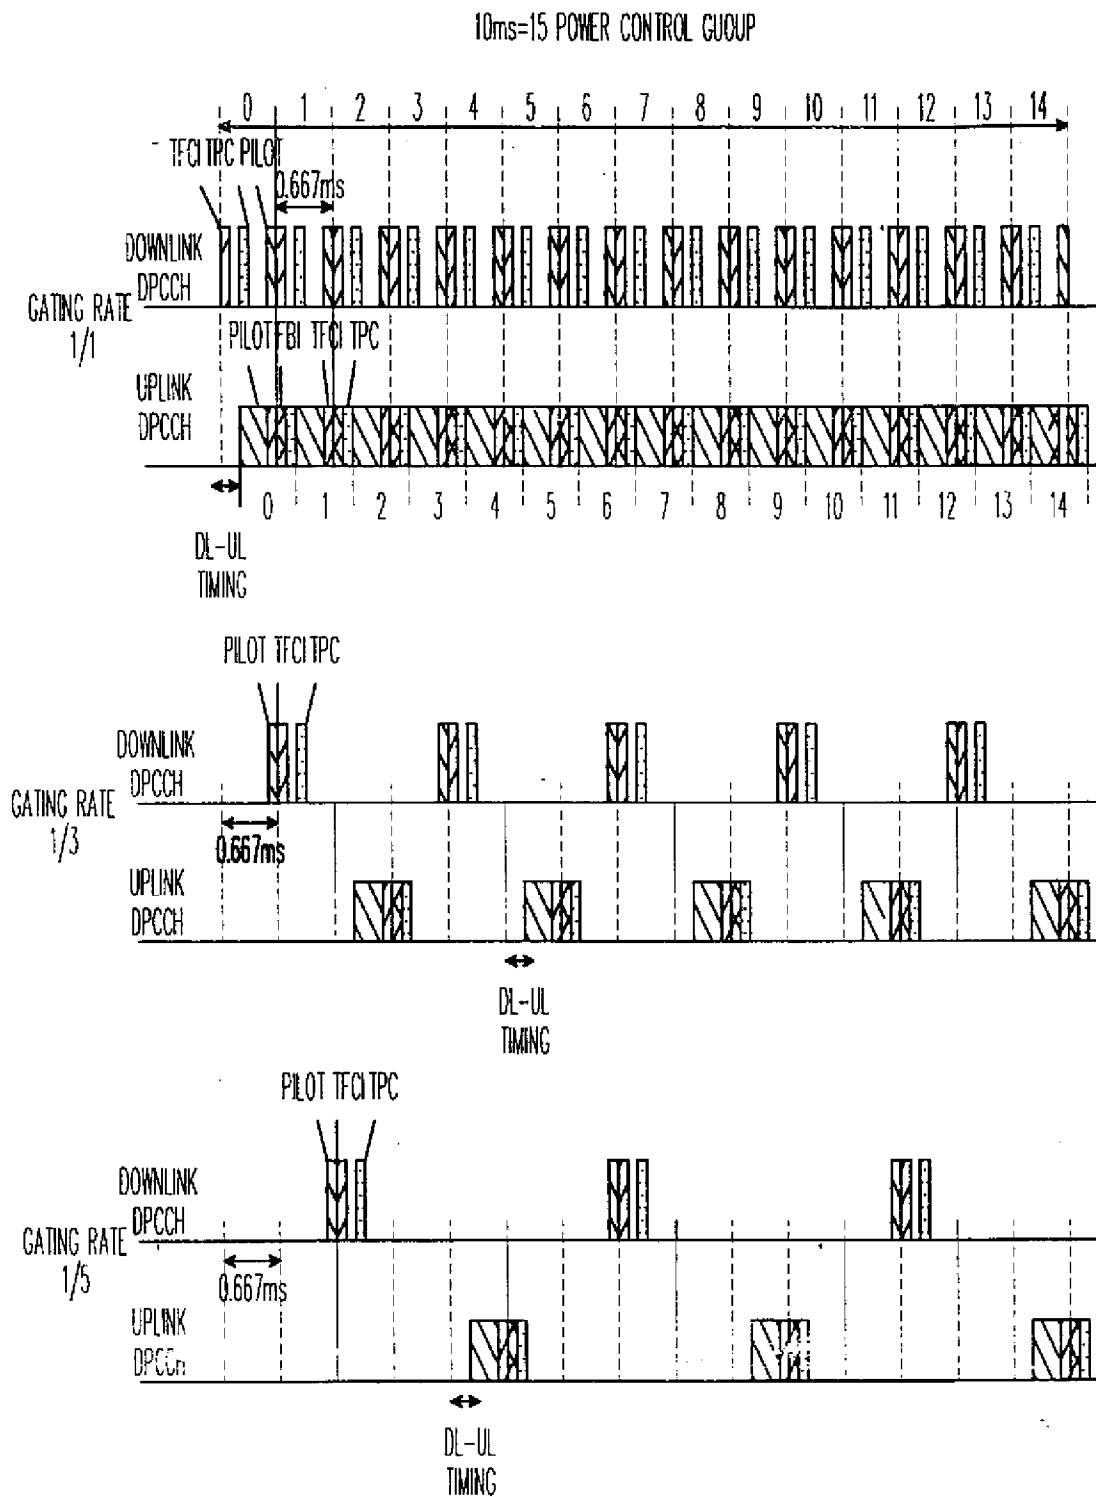 10ms=15 POWER CONTROL GUOUP
0 1 2 3 4 5 6 7 8 9 10 11 12 13 14
TFCI TPC PILOT
0.667ms
DOWNLINK
DPCCH
GATING RATE
1/1
PILOT FBI TFCI TPC
UPLINK
DPCCH
0 1 2 3 4 5 6 7 8 9 10 11 12 13 14
DL-UL
TIMING
PILOT TFCI TPC
DOWNLINK
DPCCH
GATING RATE
1/3
0.667ms
UPLINK
DPCCH
DL-UL
TIMING
PILOT TFCI TPC
DOWNLINK
DPCCH
GATING RATE
1/5
0.667ms
UPLINK
DPCCH
DL-UL
TIMING